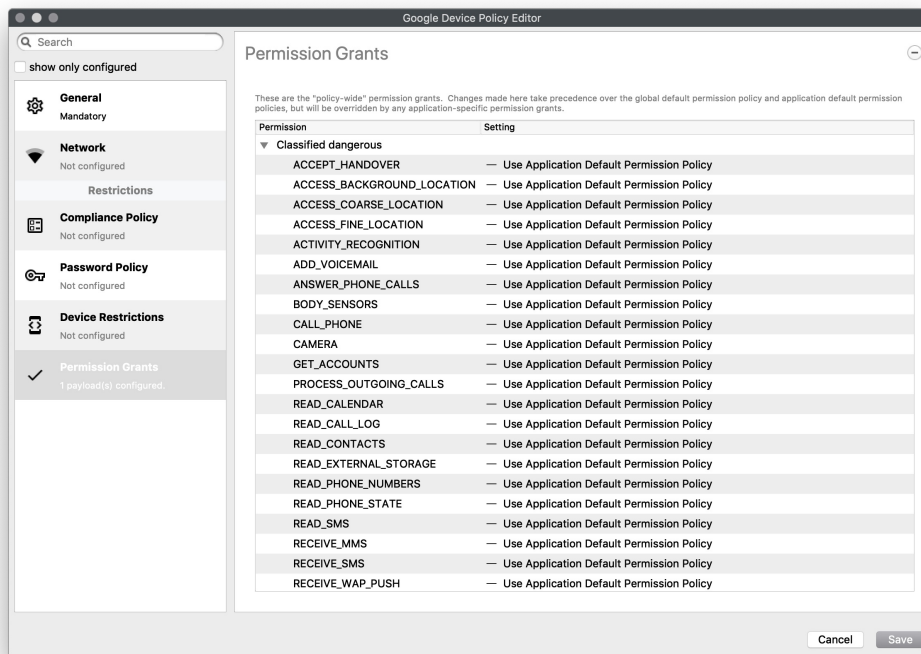 Google Device Policy Editor
Search
show only configured
General
Mandatory
Network
Not configured
Restrictions
Compliance Policy
Not configured
Password Policy
Not configured
Device Restrictions
Not configured
Permission Grants
1 payload(s) configured.
Permission Grants
These are the "policy-wide" permission grants. Changes made here take precedence over the global default permission policy and application default permission
policies, but will be overridden by any application-specific permission grants.
Permission Setting
Classified dangerous
ACCEPT_HANDOVER — Use Application Default Permission Policy
ACCESS_BACKGROUND_LOCATION — Use Application Default Permission Policy
ACCESS_COARSE_LOCATION — Use Application Default Permission Policy
ACCESS_FINE_LOCATION — Use Application Default Permission Policy
ACTIVITY_RECOGNITION — Use Application Default Permission Policy
ADD_VOICEMAIL — Use Application Default Permission Policy
ANSWER_PHONE_CALLS — Use Application Default Permission Policy
BODY_SENSORS — Use Application Default Permission Policy
CALL_PHONE — Use Application Default Permission Policy
CAMERA — Use Application Default Permission Policy
GET_ACCOUNTS — Use Application Default Permission Policy
PROCESS_OUTGOING_CALLS — Use Application Default Permission Policy
READ_CALENDAR — Use Application Default Permission Policy
READ_CALL_LOG — Use Application Default Permission Policy
READ_CONTACTS — Use Application Default Permission Policy
READ_EXTERNAL_STORAGE — Use Application Default Permission Policy
READ_PHONE_NUMBERS — Use Application Default Permission Policy
READ_PHONE_STATE — Use Application Default Permission Policy
READ_SMS — Use Application Default Permission Policy
RECEIVE_MMS — Use Application Default Permission Policy
RECEIVE_SMS — Use Application Default Permission Policy
RECEIVE_WAP_PUSH — Use Application Default Permission Policy
Cancel Save